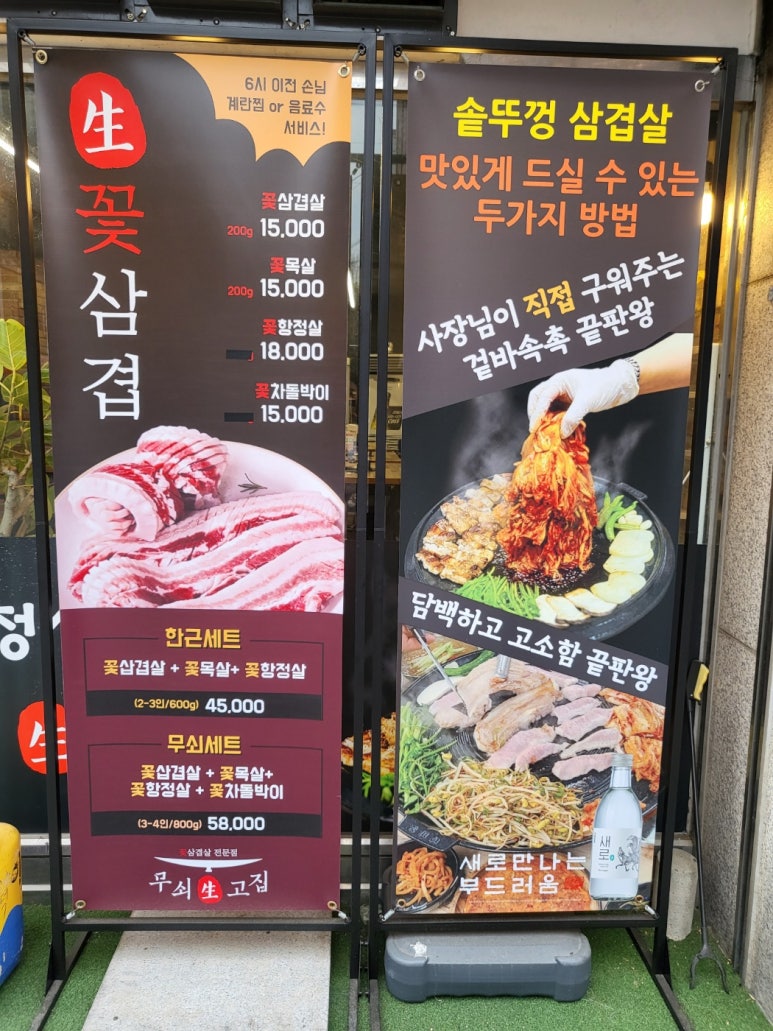 生
꽃
삼
겹
6시 이전 손님
계란찜 or 음료수
서비스!
꽃삼겹살
200g 15,000
꽃목살
200g 15,000
꽃항정살
18,000
꽃차돌박이
15,000
한근세트
꽃삼겹살 + 꽃목살+ 꽃항정살
(2-3인/600g) 45,000
무쇠세트
꽃삼겹살 + 꽃목살+
꽃항정살 + 꽃차돌박이
(3-4인/800g) 58,000
꽃삼겹살 전문점
무쇠 生 고집
솥뚜껑 삼겹살
맛있게 드실 수 있는
두가지 방법
사장님이 직접 구워주는
겉바속촉 끝판왕
담백하고 고소함 끝판왕
새로만나는
부드러움
새로
정
生